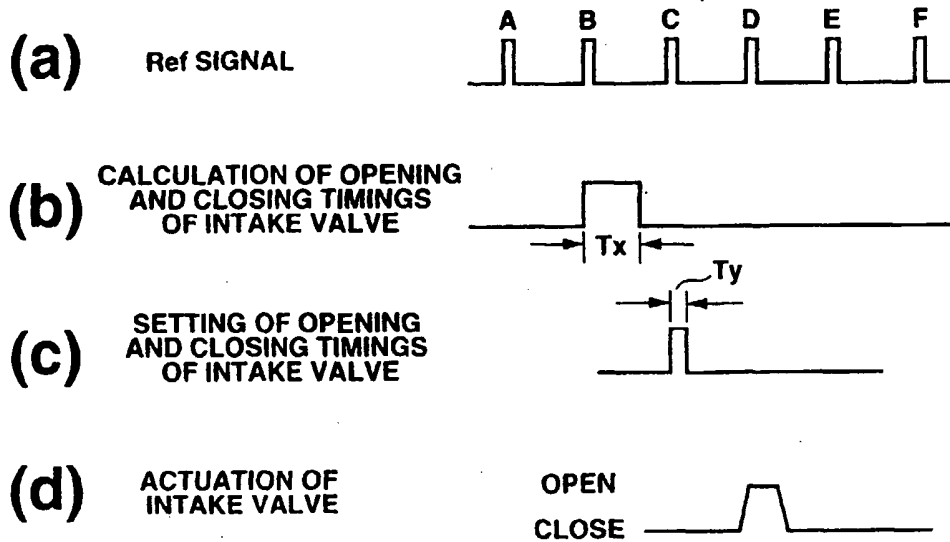 A B C D E F
(a) Ref SIGNAL
CALCULATION OF OPENING
(b) AND CLOSING TIMINGS
OF INTAKE VALVE
Tx
Ty
SETTING OF OPENING
(c) AND CLOSING TIMINGS
OF INTAKE VALVE
(d) ACTUATION OF
INTAKE VALVE
OPEN
CLOSE